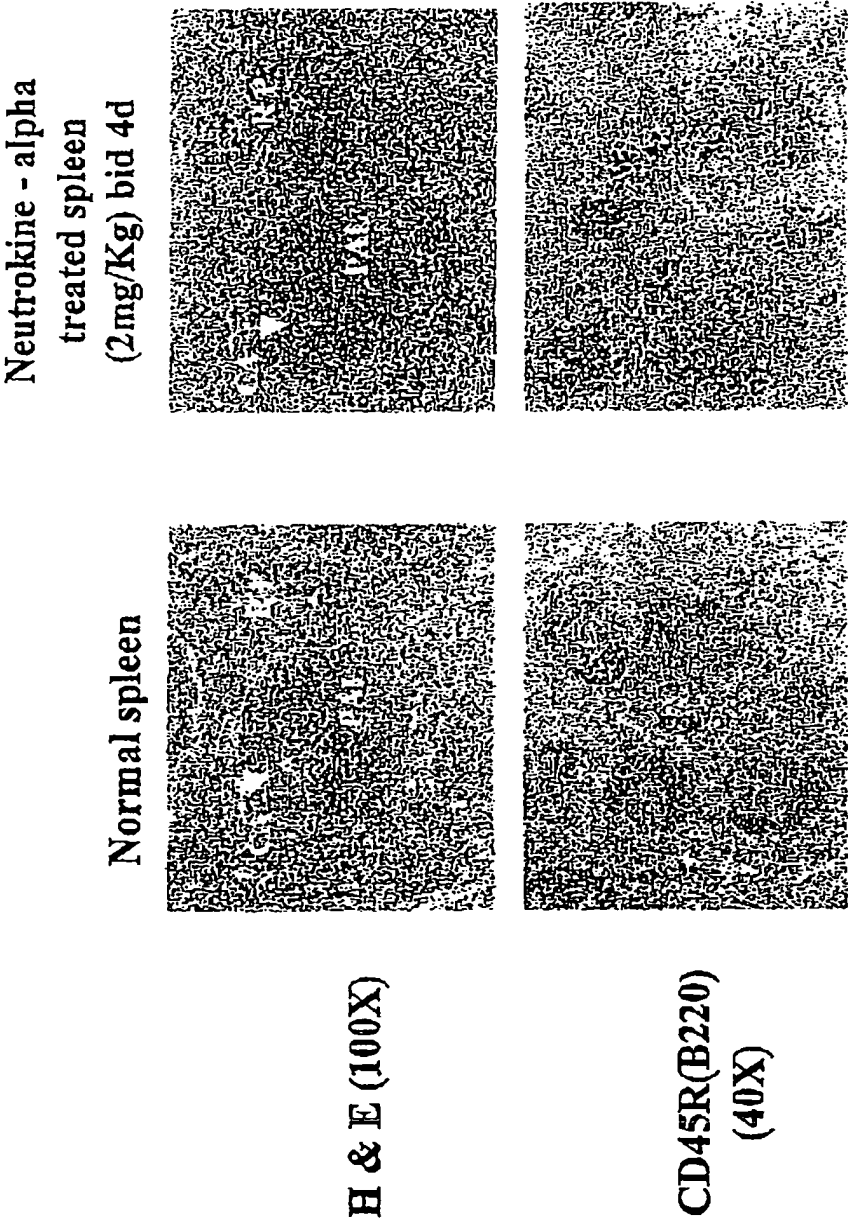 Neutrokine - alpha
treated spleen
(2mg/Kg) bid 4d
Normal spleen
H & E (100X)
CD45R(B220)
(40X)